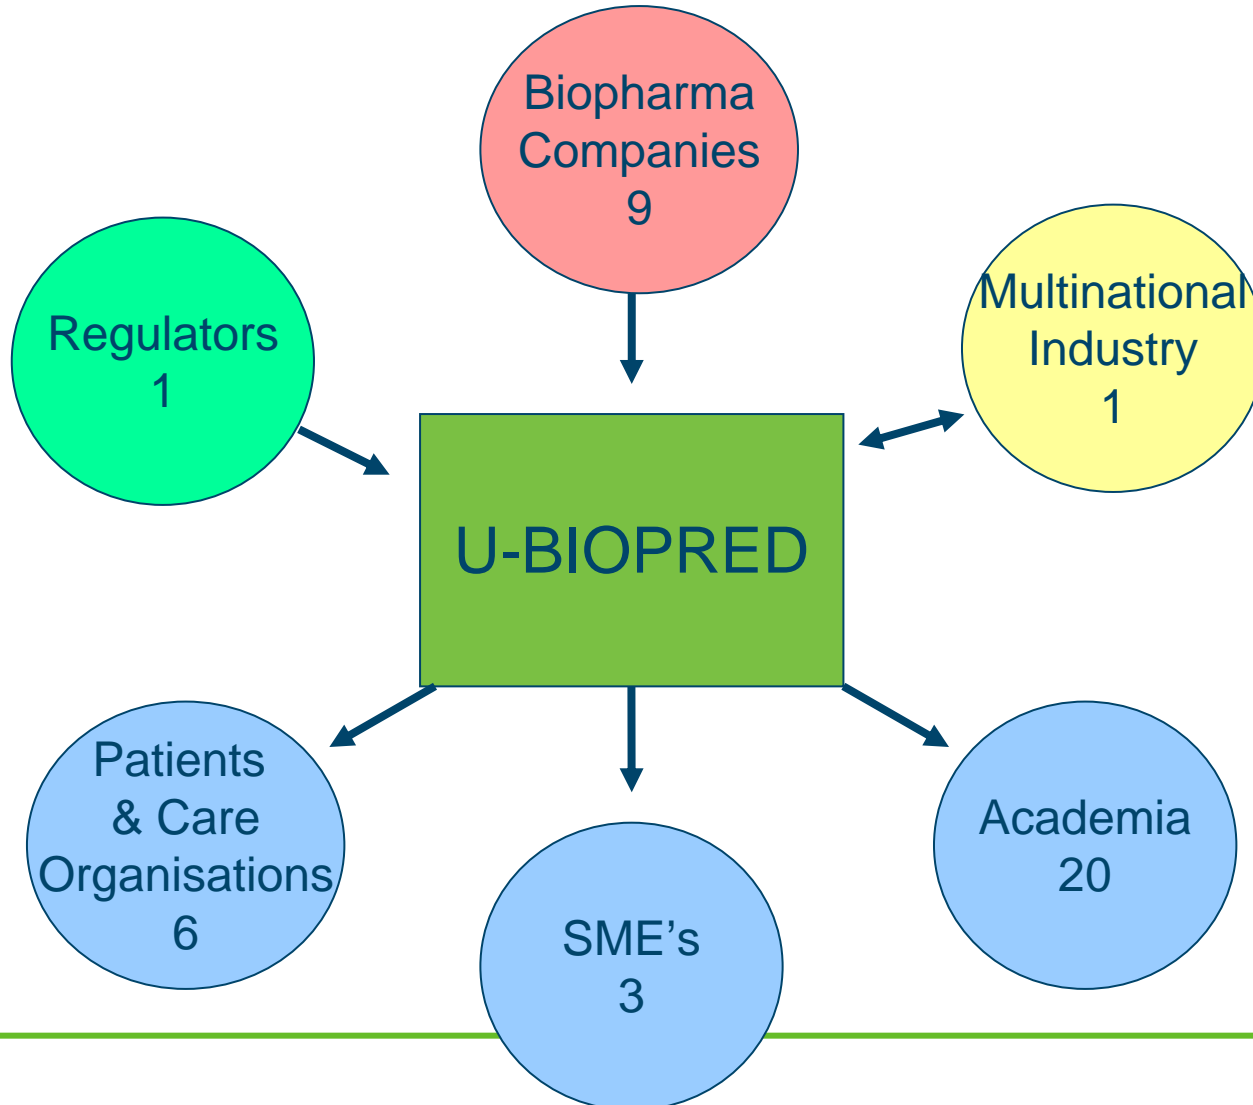 Biopharma
Companies
9
Regulators
1
Multinational
Industry
1
U-BIOPRED
Patients
& Care
Organisations
6
SME’s
3
Academia
20